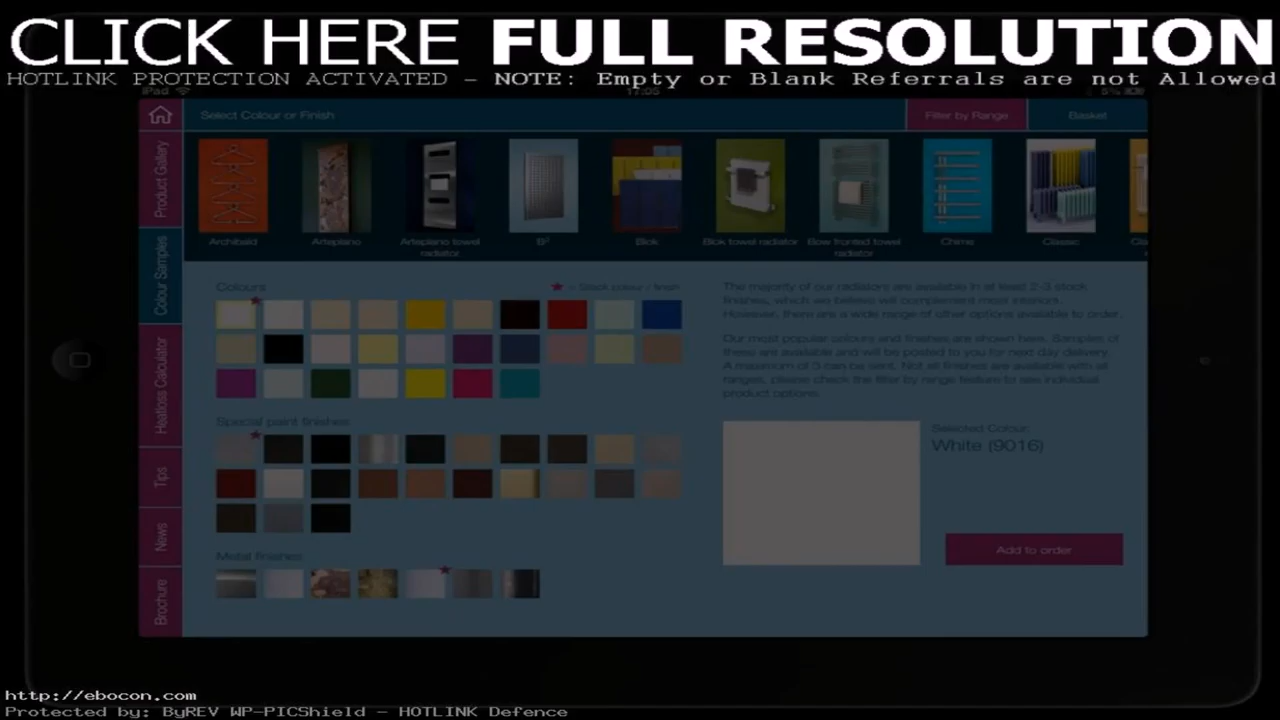 CLICK HERE FULL RESOLUTION
HOTLINK PROTECTION ACTIVATED - NOTE: Empty or Blank Referrals are not Allowed
iPad 17:05 5%
Select Colour or Finish
Filter by Range
Basket
Product Gallery
Colour Samples
Heatloss Calculator
Tips
News
Brochure
Archibald
Arteplano
Arteplano towel
radiator
B²
Blok
Blok towel radiator
Bow fronted towel
radiator
Chime
Classic
Colours
= Stock colour / finish
The majority of our radiators are available in at least 2-3 stock
finishes, which we believe will complement most interiors.
However, there are a wide range of other options available to order.
Our most popular colours and finishes are shown here. Samples of
these are available and will be posted to you for next day delivery.
A maximum of 3 can be sent. Not all finishes are available with all
ranges, please check the filter by range feature to see individual
product options.
Special paint finishes
Metal finishes
Selected Colour:
White (9016)
Add to order
http://ebocon.com
Protected by: ByREV WP-PICShield - HOTLINK Defence